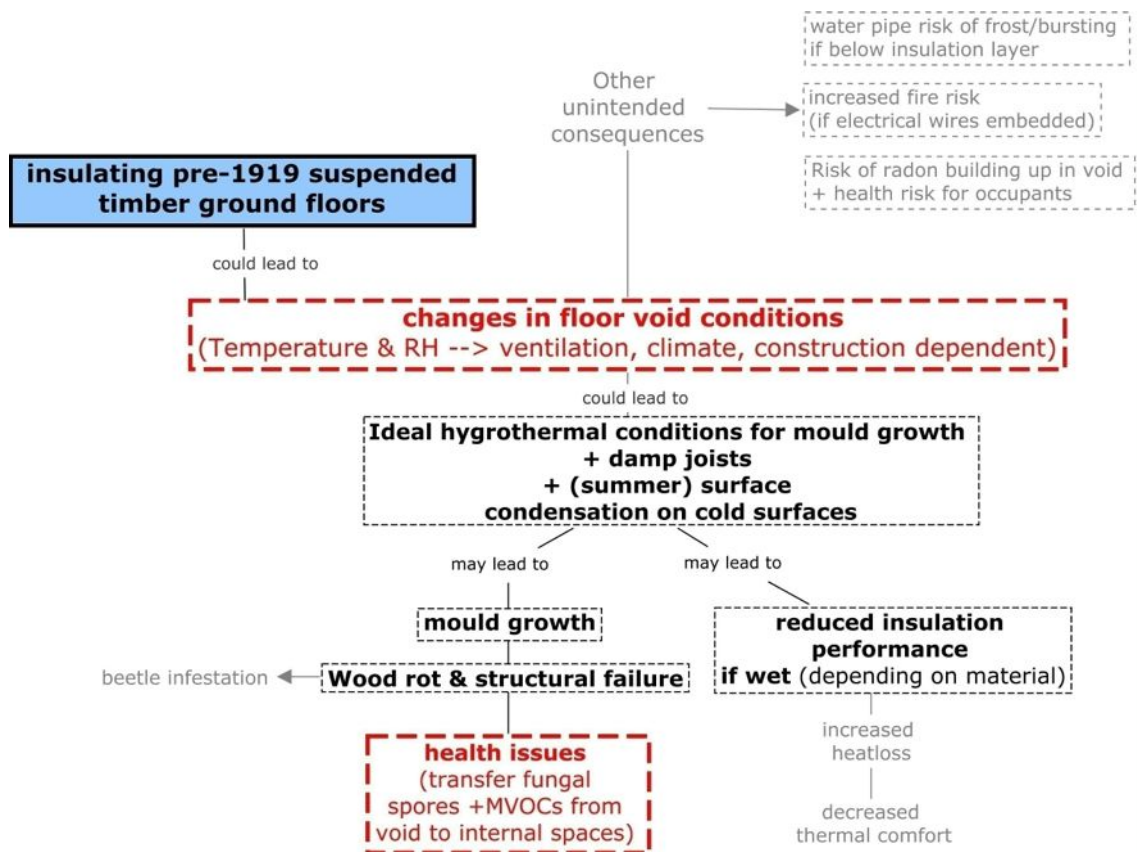 water pipe risk of frost/bursting
if below insulation layer
Other
unintended
consequences
increased fire risk
(if electrical wires embedded)
Risk of radon building up in void
+ health risk for occupants
insulating pre-1919 suspended
timber ground floors
could lead to
changes in floor void conditions
(Temperature & RH --> ventilation, climate, construction dependent)
could lead to
Ideal hygrothermal conditions for mould growth
+ damp joists
+ (summer) surface
condensation on cold surfaces
may lead to
may lead to
mould growth
reduced insulation
performance
if wet (depending on material)
beetle infestation
Wood rot & structural failure
increased
heatloss
health issues
(transfer fungal
spores +MVOCs from
void to internal spaces)
decreased
thermal comfort